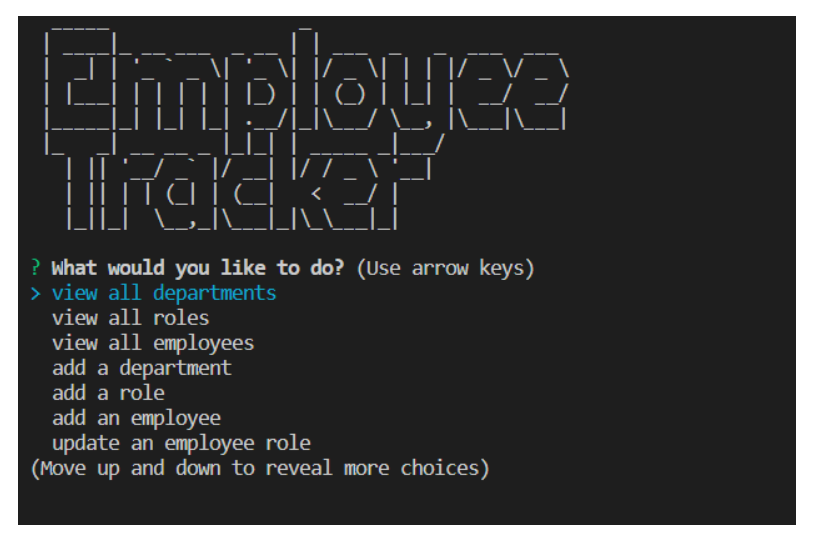 Employee
Tracker
? What would you like to do? (Use arrow keys)
> view all departments
view all roles
view all employees
add a department
add a role
add an employee
update an employee role
(Move up and down to reveal more choices)